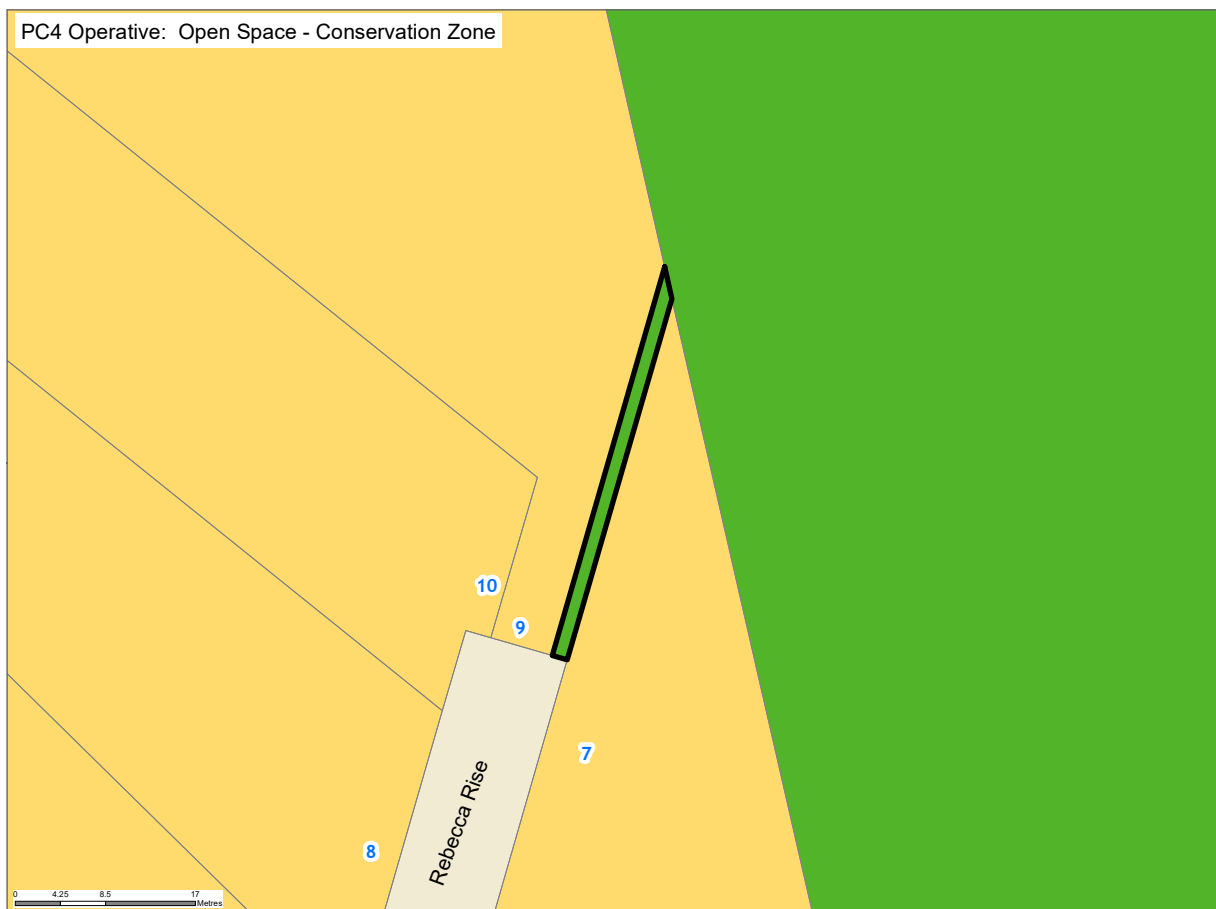 PC4 Operative:  Open Space - Conservation Zone
10
9
7
Rebecca Rise
8
0 4.25 8.5 17
Metres